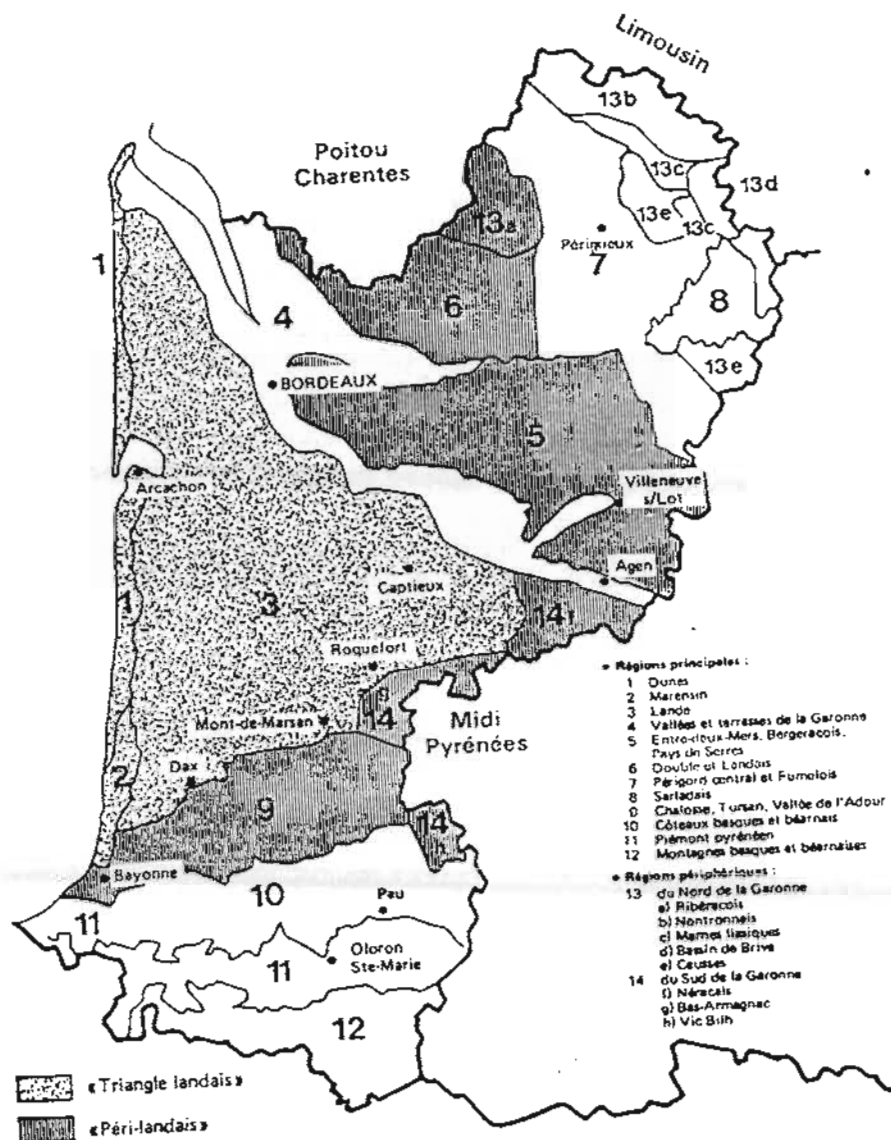 Limousin
13b
Poitou
Charentes
13c
13d
13a
13e
13c
Périgueux
7
1
4
6
8
13e
BORDEAUX
5
Arcachon
Villeneuve
s/Lot
Captieux
Agen
1
3
14f
Roquefort
g
14
Mont-de-Marsan
Midi
Pyrénées
2
Dax
9
14
h
Bayonne
10
Pau
11
Oloron
Ste-Marie
11
12
• Régions principales :
1 Dunes
2 Marensin
3 Lande
4 Vallées et terrasses de la Garonne
5 Entre-deux-Mers, Bergeracois,
Pays de Serres
6 Double et Landais
7 Périgord central et Fumélois
8 Sarladais
9 Chalosse, Tursan, Vallée de l'Adour
10 Côteaux basques et béarnais
11 Piémont pyrénéen
12 Montagnes basques et béarnaises
• Régions périphériques :
13 du Nord de la Garonne
a) Ribéracois
b) Nontronnais
c) Marnes liasiques
d) Bassin de Brive
e) Causses
14 du Sud de la Garonne
f) Néracais
g) Bas-Armagnac
h) Vic Bilh
«Triangle landais»
«Péri-landais»